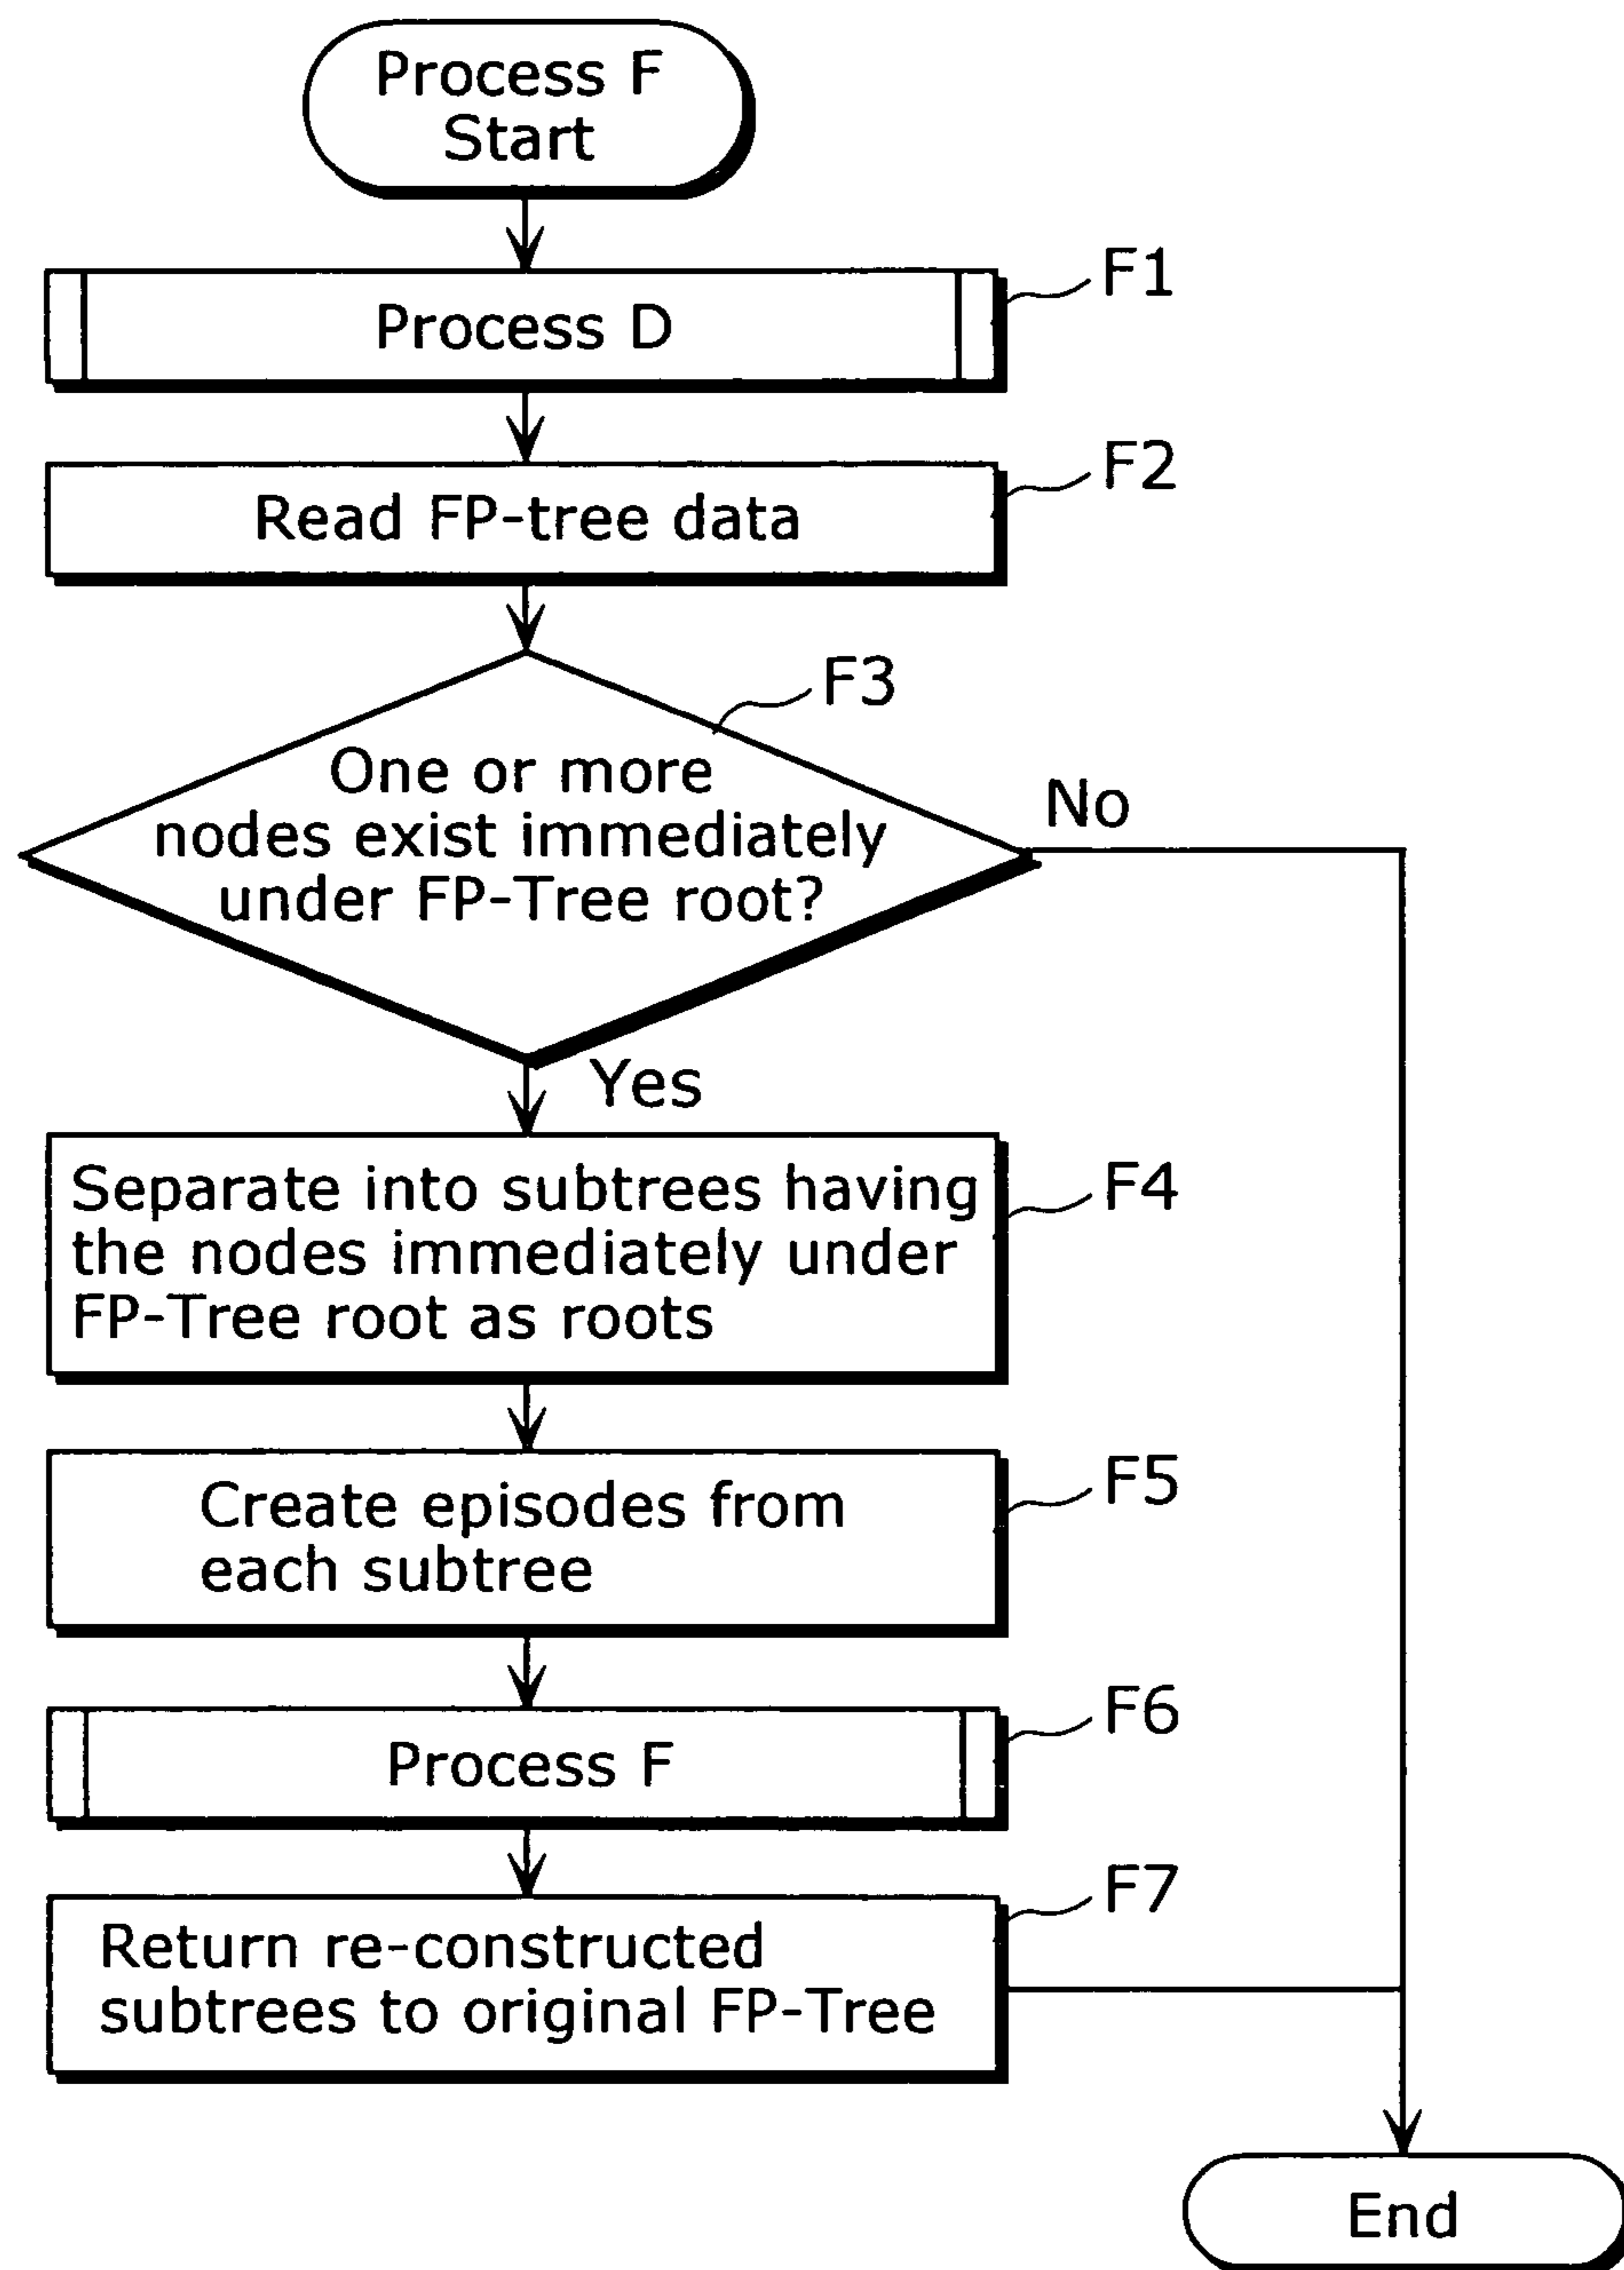 Process F
Start
F1
Process D
F2
Read FP-tree data
F3
One or more
nodes exist immediately
under FP-Tree root?
No
Yes
F4
Separate into subtrees having
the nodes immediately under
FP-Tree root as roots
F5
Create episodes from
each subtree
F6
Process F
F7
Return re-constructed
subtrees to original FP-Tree
End